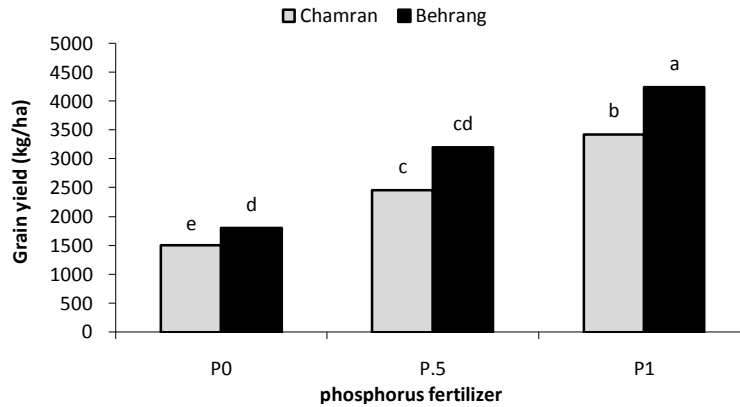 Chamran Behrang
5000
4500
4000
3500
3000
2500
2000
1500
1000
500
0
Grain yield (kg/ha)
e d c cd b a
P0 P.5 P1
phosphorus fertilizer